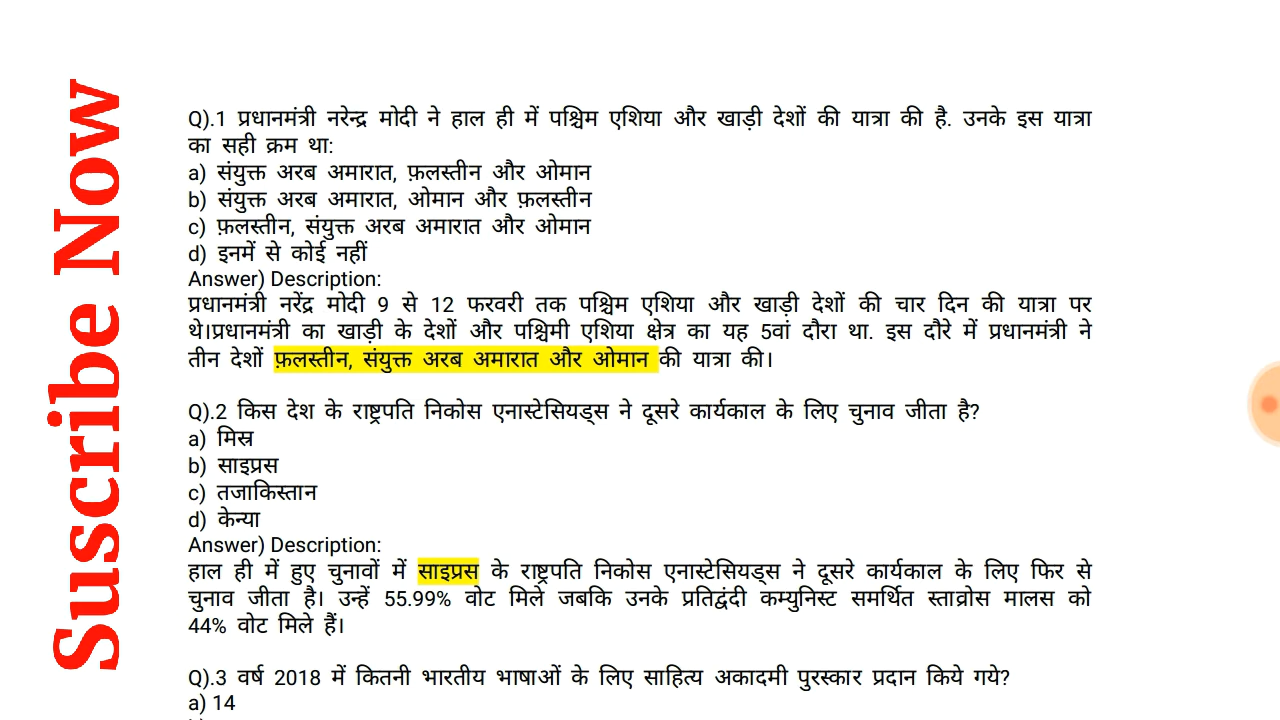 Suscribe Now
Q).1 प्रधानमंत्री नरेन्द्र मोदी ने हाल ही में पश्चिम एशिया और खाड़ी देशों की यात्रा की है. उनके इस यात्रा
का सही क्रम था:
a) संयुक्त अरब अमारात, फ़लस्तीन और ओमान
b) संयुक्त अरब अमारात, ओमान और फ़लस्तीन
c) फ़लस्तीन, संयुक्त अरब अमारात और ओमान
d) इनमें से कोई नहीं
Answer) Description:
प्रधानमंत्री नरेंद्र मोदी 9 से 12 फरवरी तक पश्चिम एशिया और खाड़ी देशों की चार दिन की यात्रा पर
थे।प्रधानमंत्री का खाड़ी के देशों और पश्चिमी एशिया क्षेत्र का यह 5वां दौरा था. इस दौरे में प्रधानमंत्री ने
तीन देशों फ़लस्तीन, संयुक्त अरब अमारात और ओमान की यात्रा की।
Q).2 किस देश के राष्ट्रपति निकोस एनास्टेसियड्स ने दूसरे कार्यकाल के लिए चुनाव जीता है?
a) मिस्र
b) साइप्रस
c) तजाकिस्तान
d) केन्या
Answer) Description:
हाल ही में हुए चुनावों में साइप्रस के राष्ट्रपति निकोस एनास्टेसियड्स ने दूसरे कार्यकाल के लिए फिर से
चुनाव जीता है। उन्हें 55.99% वोट मिले जबकि उनके प्रतिद्वंदी कम्युनिस्ट समर्थित स्ताव्रोस मालस को
44% वोट मिले हैं।
Q).3 वर्ष 2018 में कितनी भारतीय भाषाओं के लिए साहित्य अकादमी पुरस्कार प्रदान किये गये?
a) 14